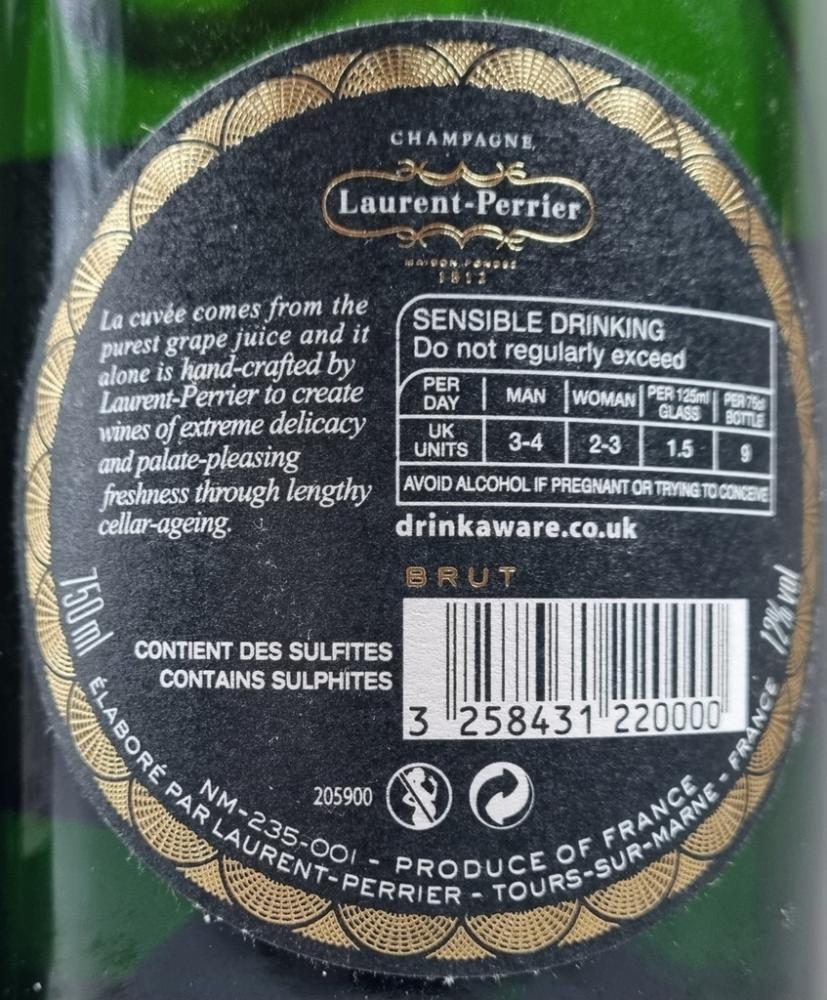 CHAMPAGNE
Laurent-Perrier
MAISON FONDÉE
1812
La cuvée comes from the
purest grape juice and it
alone is hand-crafted by
Laurent-Perrier to create
wines of extreme delicacy
and palate-pleasing
freshness through lengthy
cellar-ageing.
SENSIBLE DRINKING
Do not regularly exceed
PER DAY MAN WOMAN PER 125ml GLASS PER 75cl BOTTLE
UK UNITS 3-4 2-3 1.5 9
AVOID ALCOHOL IF PREGNANT OR TRYING TO CONCEIVE
drinkaware.co.uk
BRUT
750 ml
12% vol
CONTIENT DES SULFITES
CONTAINS SULPHITES
3 258431 220000
205900
NM-235-001 - PRODUCE OF FRANCE
ÉLABORÉ PAR LAURENT-PERRIER - TOURS-SUR-MARNE - FRANCE